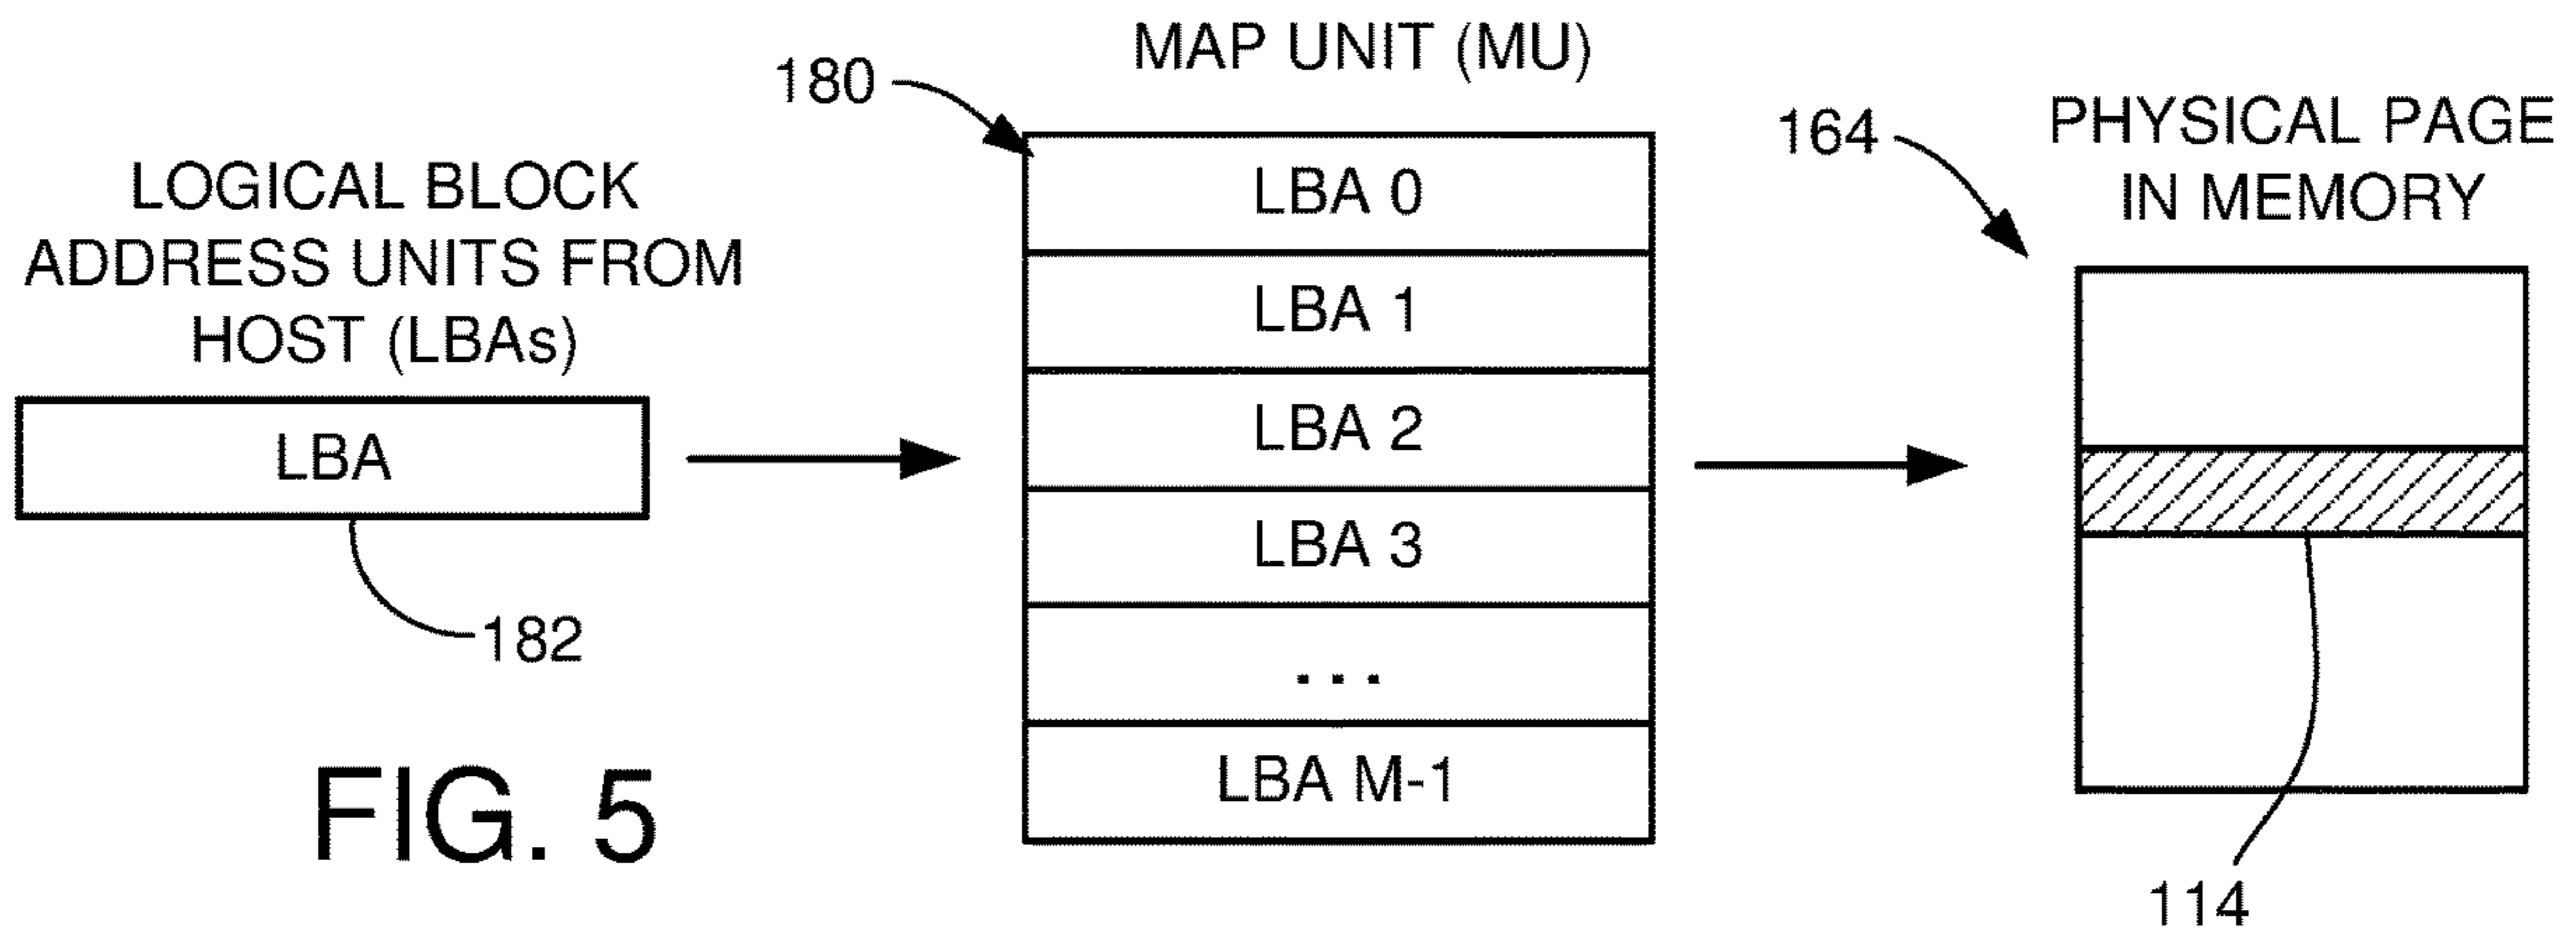 LOGICAL BLOCK
ADDRESS UNITS FROM
HOST (LBAs)
LBA
182
FIG. 5
MAP UNIT (MU)
180
LBA 0
LBA 1
LBA 2
LBA 3
...
LBA M-1
164
PHYSICAL PAGE
IN MEMORY
114